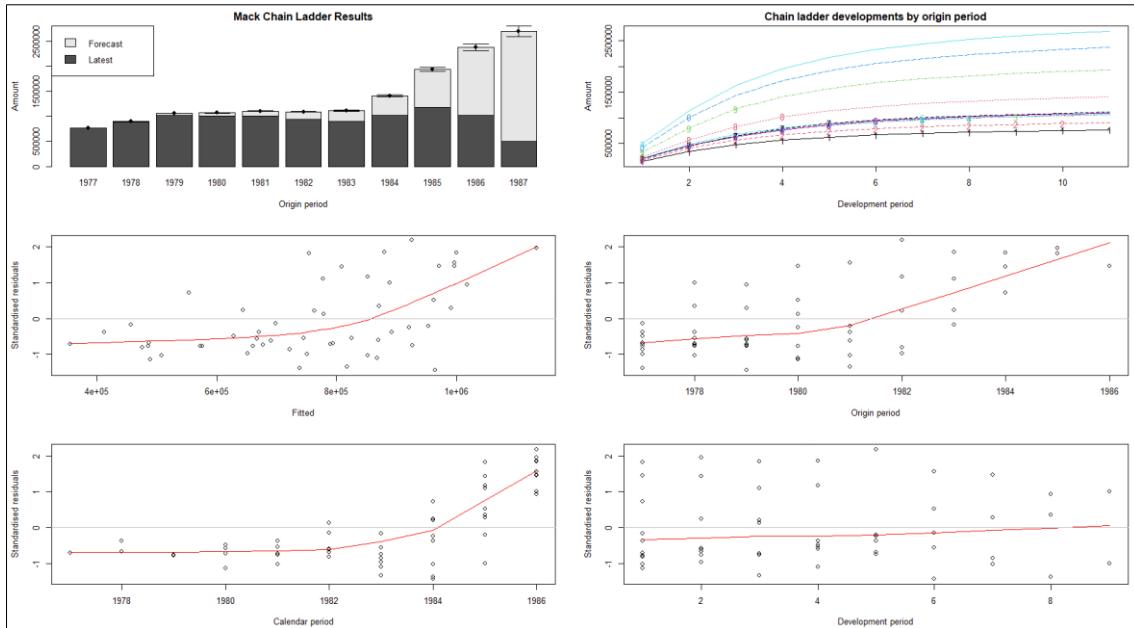 Mack Chain Ladder Results
Amount
2500000
1500000
500000
0
Forecast
Latest
1977 1978 1979 1980 1981 1982 1983 1984 1985 1986 1987
Origin period
Chain ladder developments by origin period
Amount
2500000
1500000
500000
2 4 6 8 10
Development period
Standardised residuals
2
1
0
-1
4e+05 6e+05 8e+05 1e+06
Fitted
Standardised residuals
2
1
0
-1
1978 1980 1982 1984 1986
Origin period
Standardised residuals
2
1
0
-1
1978 1980 1982 1984 1986
Calendar period
Standardised residuals
2
1
0
-1
2 4 6 8
Development period